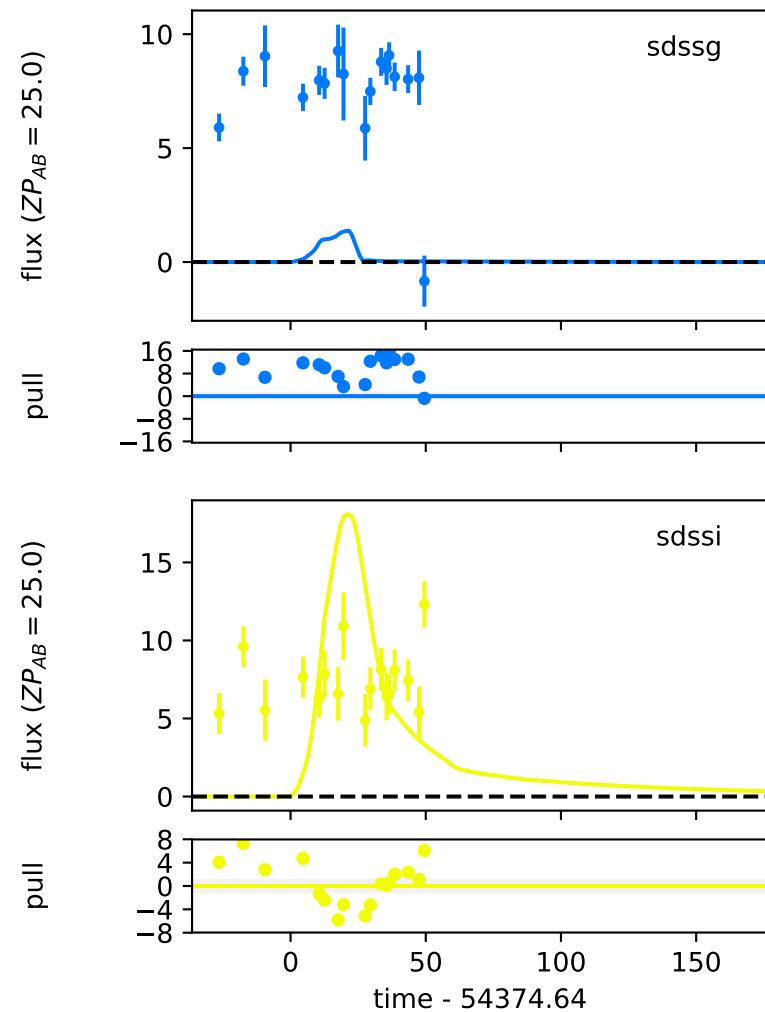 sdssg
flux (ZP_AB = 25.0)
10
5
0
pull
16
8
0
−8
−16
sdssi
flux (ZP_AB = 25.0)
15
10
5
0
pull
8
4
0
−4
−8
0 50 100 150
time - 54374.64